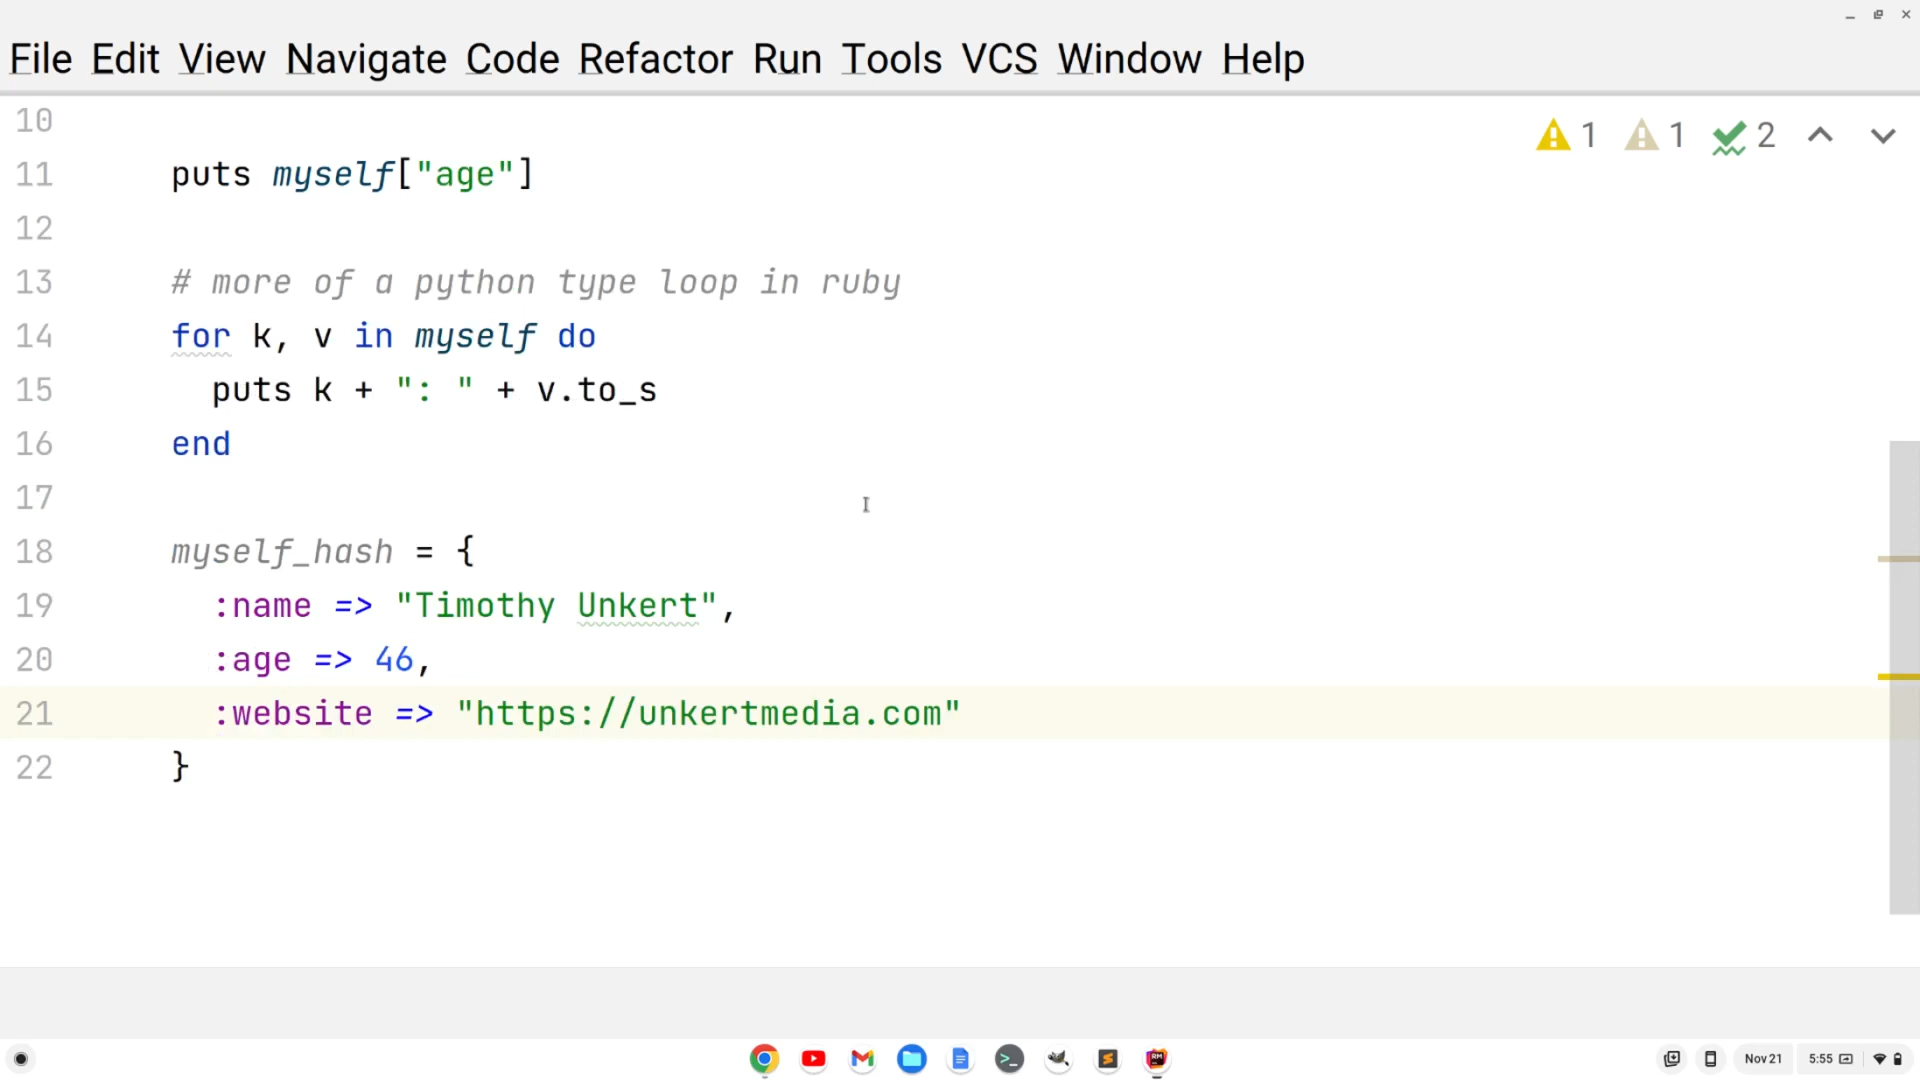 File Edit View Navigate Code Refactor Run Tools VCS Window Help
10
1 1 2
11 puts myself["age"]
12
13 # more of a python type loop in ruby
14 for k, v in myself do
15 puts k + ": " + v.to_s
16 end
17
18 myself_hash = {
19 :name => "Timothy Unkert",
20 :age => 46,
21 :website => "https://unkertmedia.com"
22 }
Nov 21 5:55